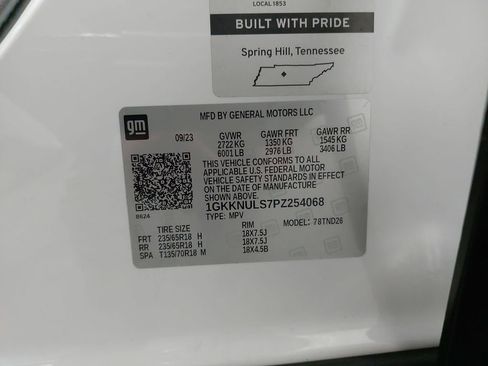 LOCAL 1853
BUILT WITH PRIDE
Spring Hill, Tennessee
gm
MFD BY GENERAL MOTORS LLC
09/23 GVWR GAWR FRT GAWR RR
2722 KG 1350 KG 1545 KG
6001 LB 2976 LB 3406 LB
THIS VEHICLE CONFORMS TO ALL
APPLICABLE U.S. FEDERAL MOTOR
VEHICLE SAFETY STANDARDS IN EFFECT
ON THE DATE OF MANUFACTURE
SHOWN ABOVE.
1GKKNULS7PZ254068
8624 TYPE: MPV MODEL: 78TND26
TIRE SIZE RIM
FRT 235/65R18 H 18X7.5J
RR 235/65R18 H 18X7.5J
SP T135/70R18 M 18X4.5B